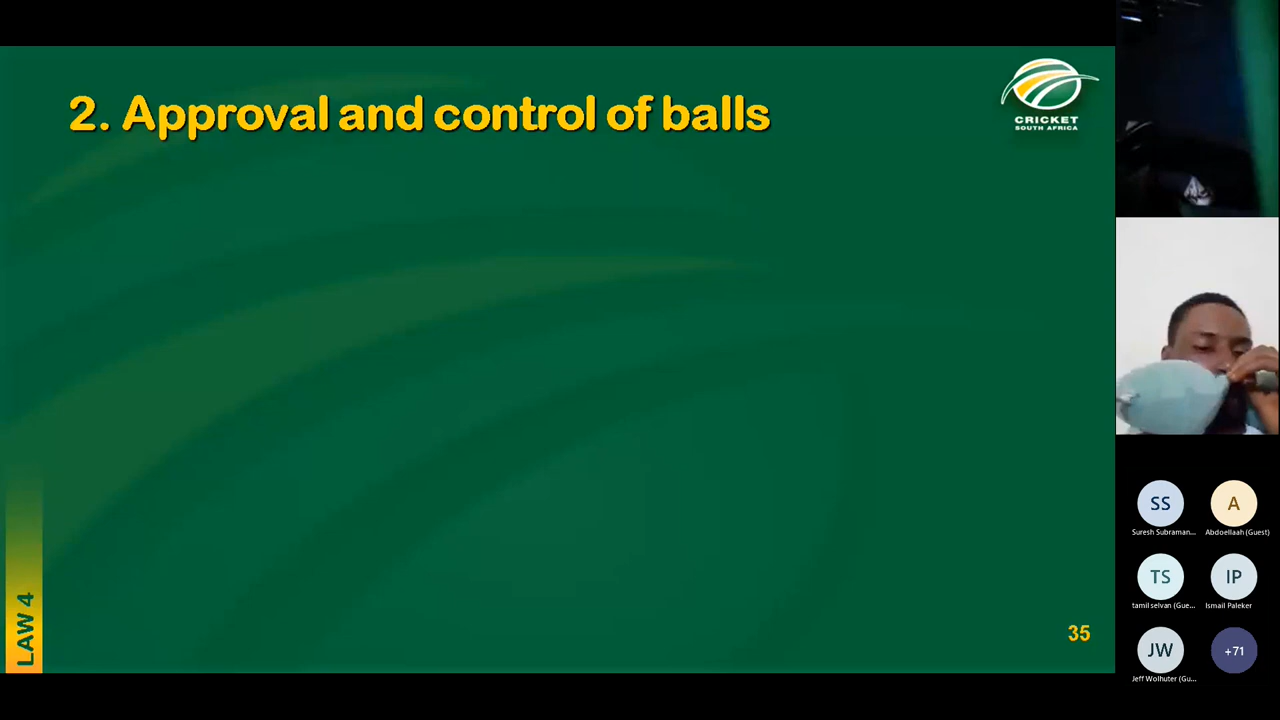 2. Approval and control of balls
CRICKET
SOUTH AFRICA
LAW 4
35
SS
A
Suresh Subraman...
Abdoellaah (Guest)
TS
IP
tamil selvan (Gue...
Ismail Paleker
JW
+71
Jeff Wolhuter (Gu...